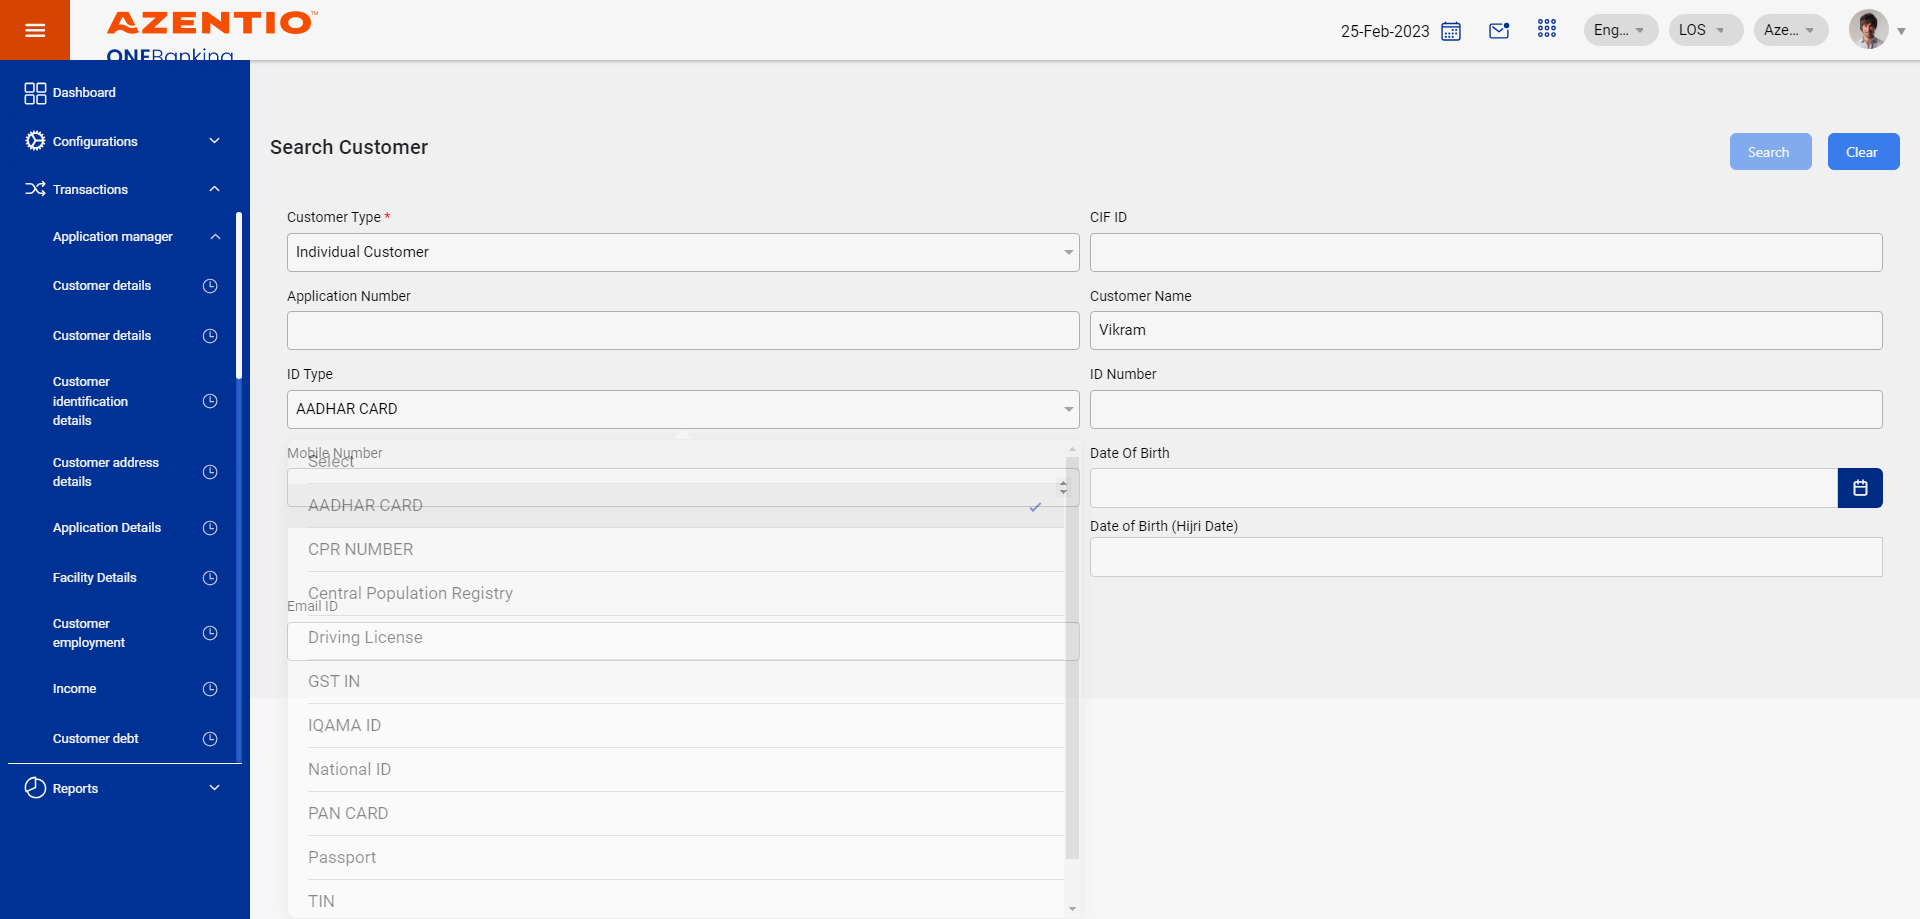 AZENTIO™
ONEBanking
25-Feb-2023
Eng...
LOS
Aze...
Dashboard
Configurations
Transactions
Application manager
Customer details
Customer details
Customer
identification
details
Customer address
details
Application Details
Facility Details
Customer
employment
Income
Customer debt
Reports
Search Customer
Search
Clear
Customer Type *
Individual Customer
CIF ID
Application Number
Customer Name
Vikram
ID Type
AADHAR CARD
ID Number
Mobile Number
Date Of Birth
Date of Birth (Hijri Date)
Email ID
Select
AADHAR CARD
CPR NUMBER
Central Population Registry
Driving License
GST IN
IQAMA ID
National ID
PAN CARD
Passport
TIN